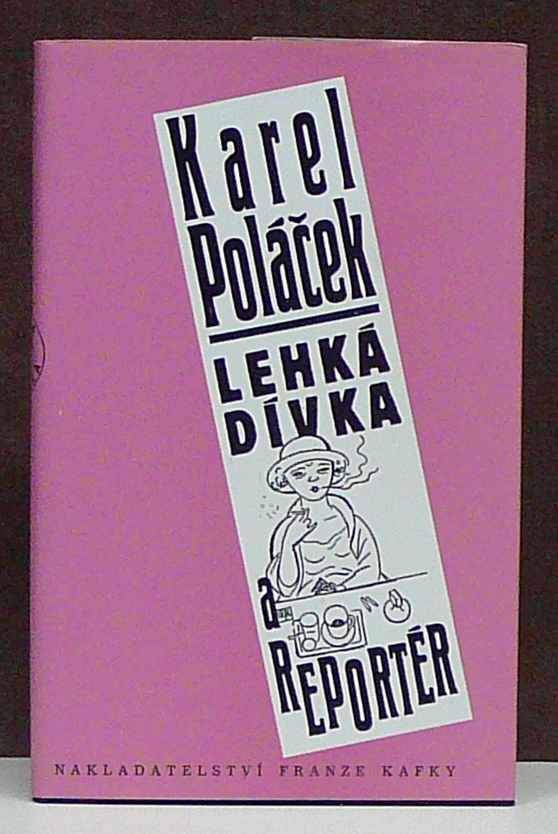 Karel
Poláček
LEHKÁ
DÍVKA
a
REPORTÉR
NAKLADATELSTVÍ FRANZE KAFKY